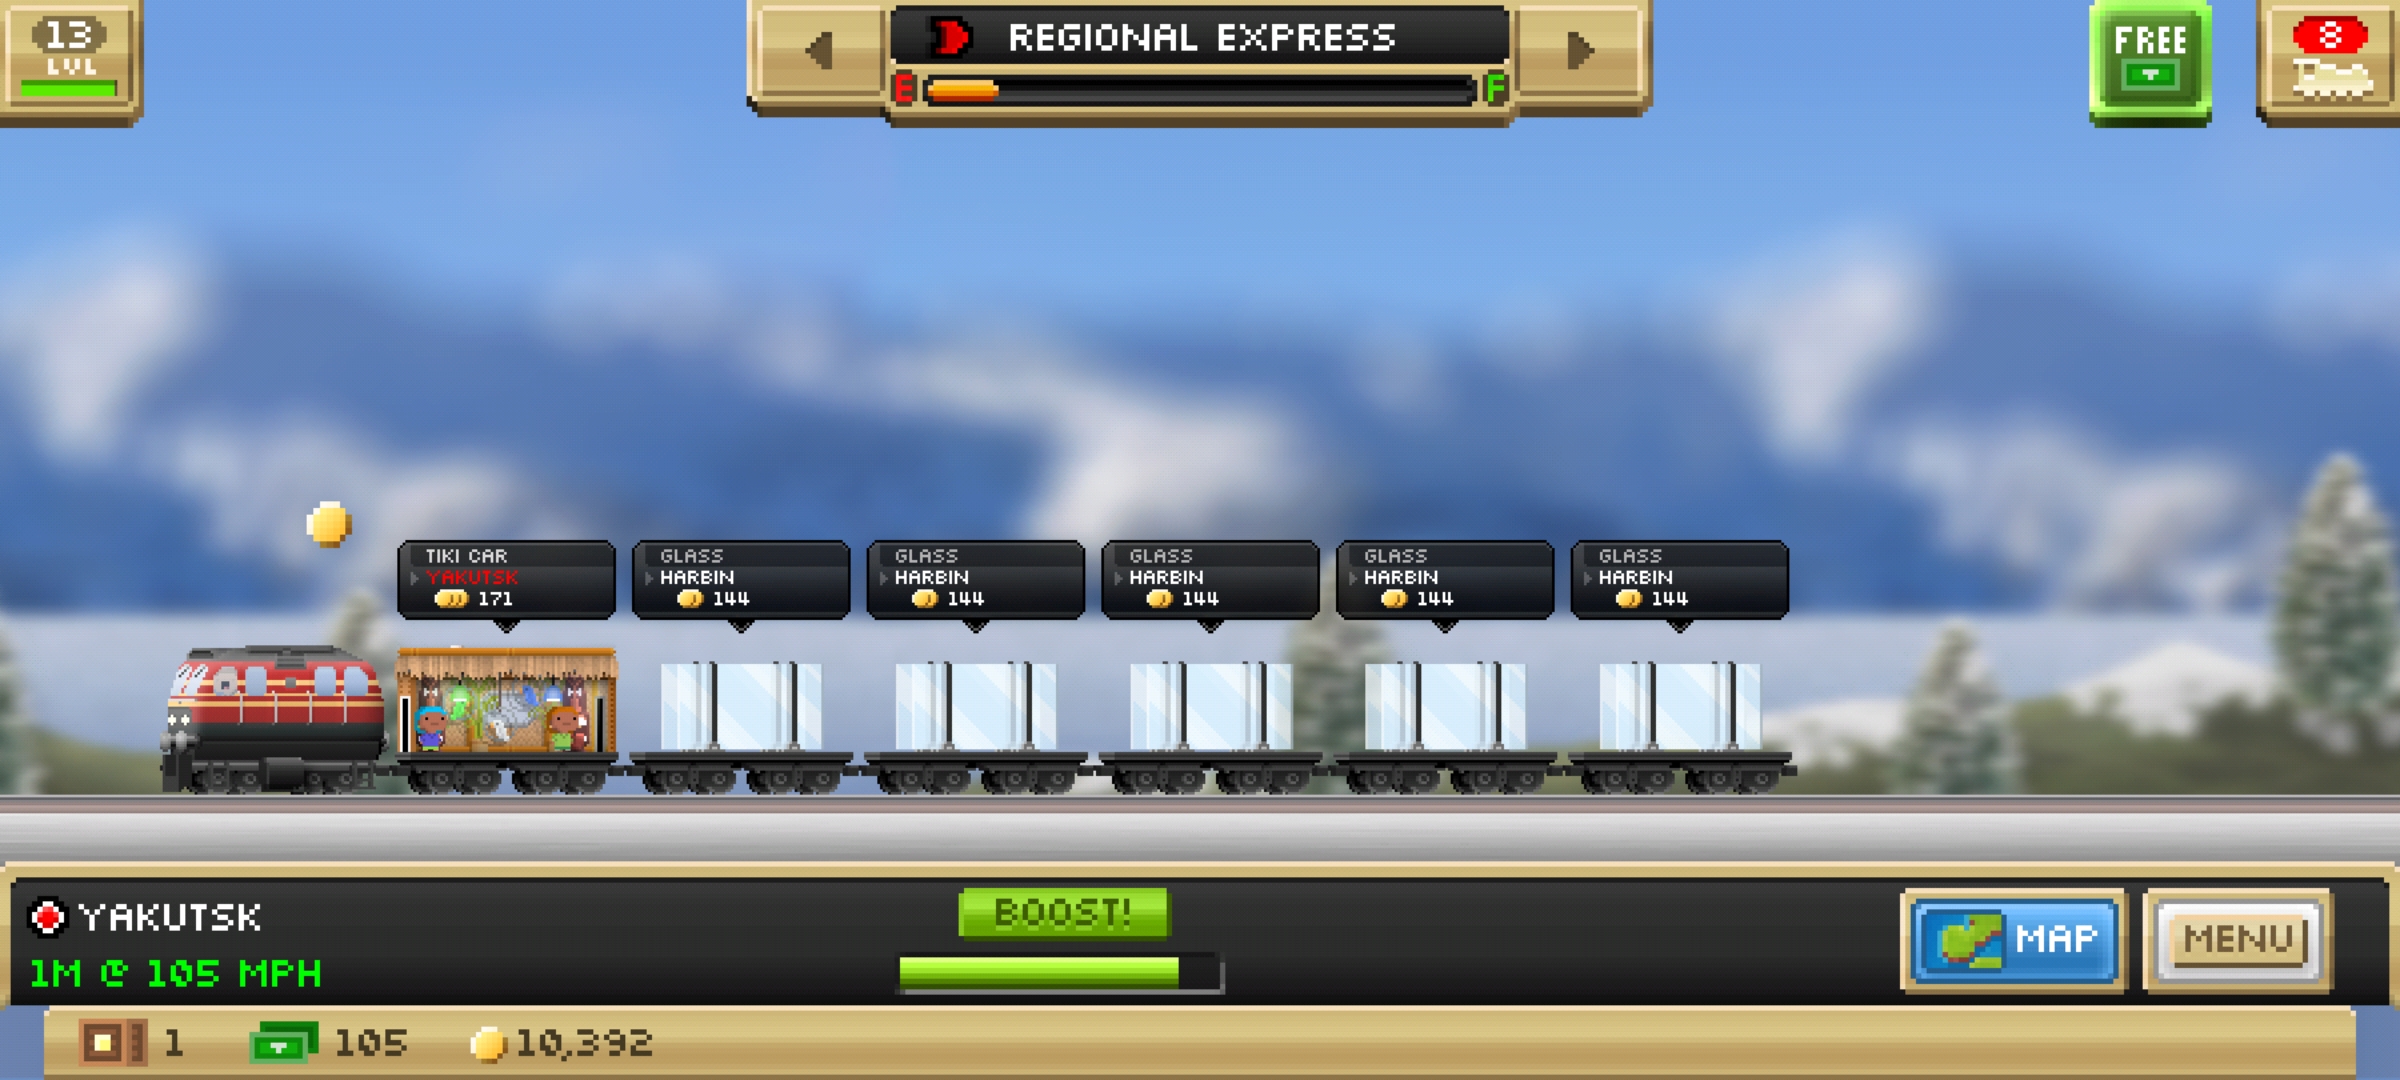 13
LVL
REGIONAL EXPRESS
E F
FREE
8
TIKI CAR
YAKUTSK
171
GLASS
HARBIN
144
GLASS
HARBIN
144
GLASS
HARBIN
144
GLASS
HARBIN
144
GLASS
HARBIN
144
YAKUTSK
1M @ 105 MPH
BOOST!
MAP
MENU
1
105
10,392